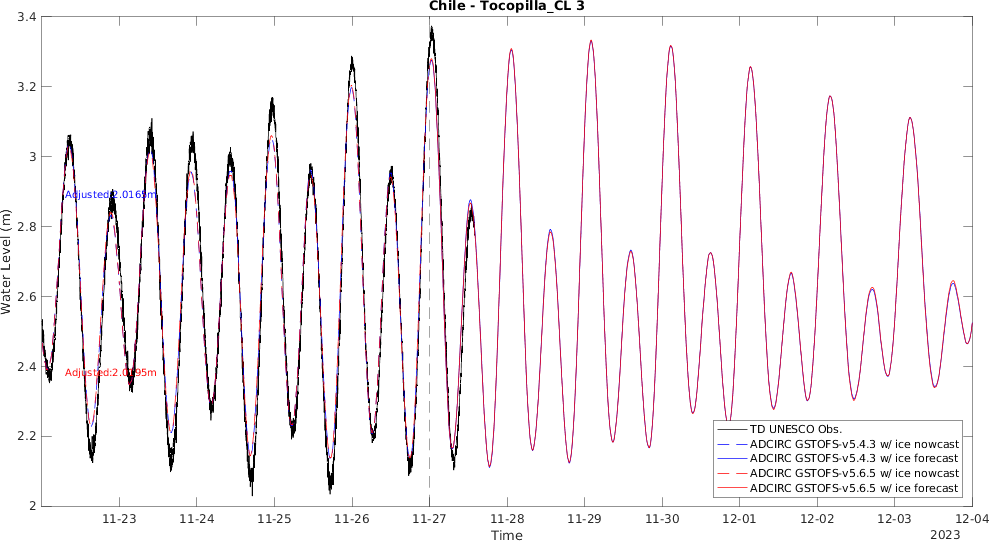 Chile - Tocopilla_CL 3
3.4
3.2
3
2.8
2.6
2.4
2.2
2
Water Level (m)
Adjusted:2.0165m
TD UNESCO Obs.
ADCIRC GSTOFS-v5.4.3 w/ ice nowcast
ADCIRC GSTOFS-v5.4.3 w/ ice forecast
ADCIRC GSTOFS-v5.6.5 w/ ice nowcast
ADCIRC GSTOFS-v5.6.5 w/ ice forecast
11-23 11-24 11-25 11-26 11-27 11-28 11-29 11-30 12-01 12-02 12-03 12-04
Time
2023